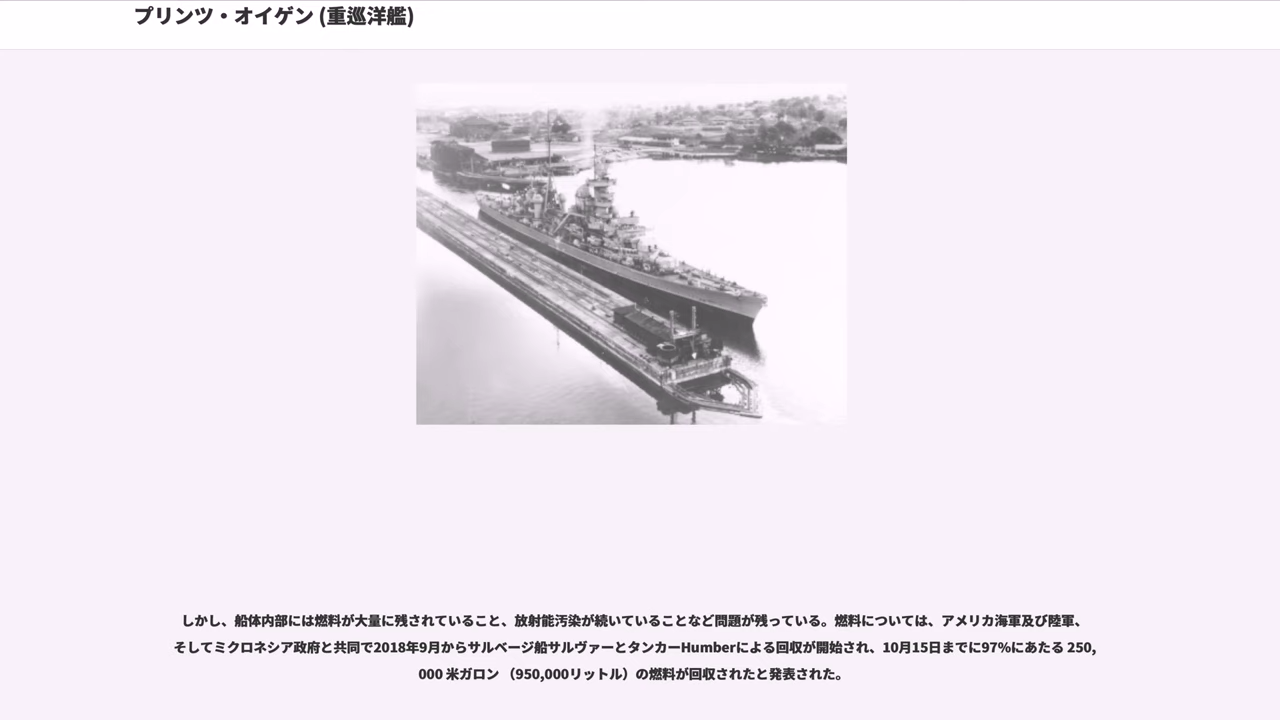 プリンツ・オイゲン (重巡洋艦)
しかし、船体内部には燃料が大量に残されていること、放射能汚染が続いていることなど問題が残っている。燃料については、アメリカ海軍及び陸軍、
そしてミクロネシア政府と共同で2018年9月からサルベージ船サルヴァーとタンカーHumberによる回収が開始され、10月15日までに97%にあたる 250,
000 米ガロン （950,000リットル）の燃料が回収されたと発表された。